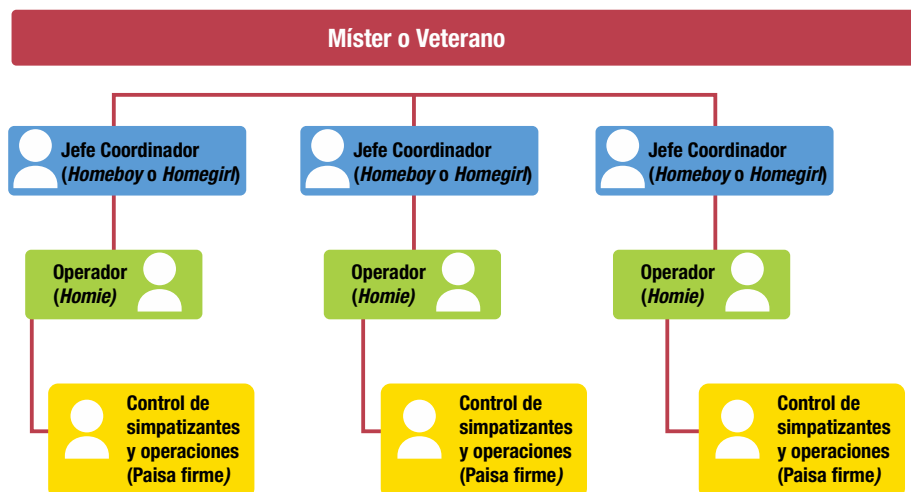 Míster o Veterano
Jefe Coordinador
(Homeboy o Homegirl)
Jefe Coordinador
(Homeboy o Homegirl)
Jefe Coordinador
(Homeboy o Homegirl)
Operador
(Homie)
Operador
(Homie)
Operador
(Homie)
Control de
simpatizantes
y operaciones
(Paisa firme)
Control de
simpatizantes
y operaciones
(Paisa firme)
Control de
simpatizantes
y operaciones
(Paisa firme)